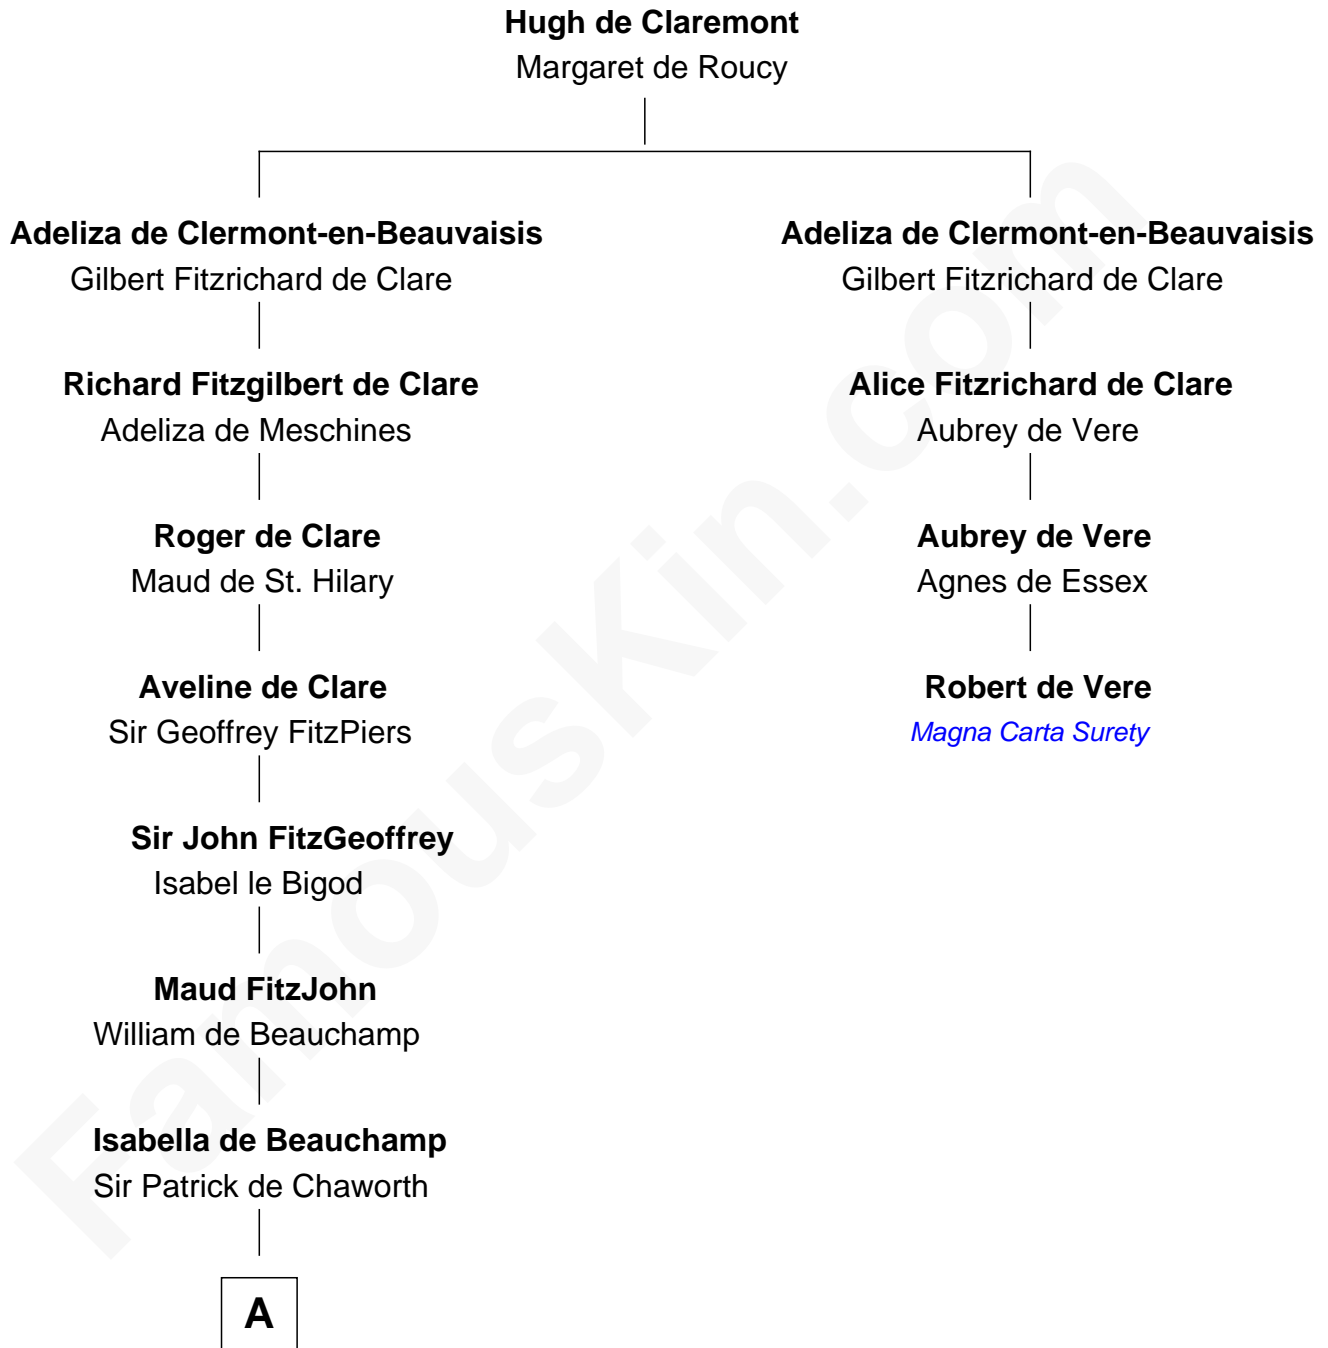 Hugh de Claremont
Margaret de Roucy
Adeliza de Clermont-en-Beauvaisis
Gilbert Fitzrichard de Clare
Adeliza de Clermont-en-Beauvaisis
Gilbert Fitzrichard de Clare
Richard Fitzgilbert de Clare
Adeliza de Meschines
Alice Fitzrichard de Clare
Aubrey de Vere
Roger de Clare
Maud de St. Hilary
Aubrey de Vere
Agnes de Essex
Aveline de Clare
Sir Geoffrey FitzPiers
Robert de Vere
Magna Carta Surety
Sir John FitzGeoffrey
Isabel le Bigod
Maud FitzJohn
William de Beauchamp
Isabella de Beauchamp
Sir Patrick de Chaworth
A
FamousKin.com